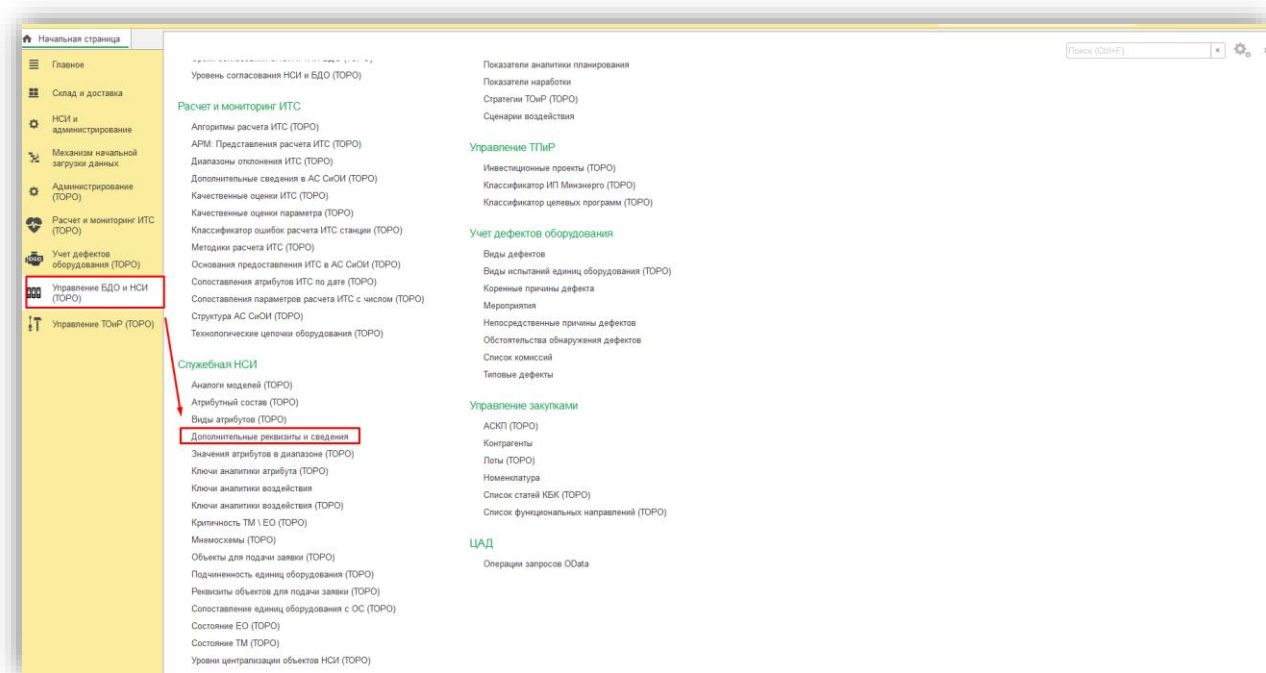 Начальная страница
Поиск (Ctrl+F)
Главное
Склад и доставка
НСИ и
администрирование
Механизм начальной
загрузки данных
Администрирование
(ТОРО)
Расчет и мониторинг ИТС
(ТОРО)
Учет дефектов
оборудования (ТОРО)
Управление БДО и НСИ
(ТОРО)
Управление ТОиР (ТОРО)
Уровень согласования НСИ и БДО (ТОРО)
Расчет и мониторинг ИТС
Алгоритмы расчета ИТС (ТОРО)
АРМ: Представления расчета ИТС (ТОРО)
Диапазоны отклонения ИТС (ТОРО)
Дополнительные сведения в АС СиОИ (ТОРО)
Качественные оценки ИТС (ТОРО)
Качественные оценки параметра (ТОРО)
Классификатор ошибок расчета ИТС станции (ТОРО)
Методики расчета ИТС (ТОРО)
Основания предоставления ИТС в АС СиОИ (ТОРО)
Сопоставления атрибутов ИТС по дате (ТОРО)
Сопоставления параметров расчета ИТС с числом (ТОРО)
Структура АС СиОИ (ТОРО)
Технологические цепочки оборудования (ТОРО)
Служебная НСИ
Аналоги моделей (ТОРО)
Атрибутный состав (ТОРО)
Виды атрибутов (ТОРО)
Дополнительные реквизиты и сведения
Значения атрибутов в диапазоне (ТОРО)
Ключи аналитики атрибута (ТОРО)
Ключи аналитики воздействия
Ключи аналитики воздействия (ТОРО)
Критичность ТМ \ ЕО (ТОРО)
Мнемосхемы (ТОРО)
Объекты для подачи заявки (ТОРО)
Подчиненность единиц оборудования (ТОРО)
Реквизиты объектов для подачи заявки (ТОРО)
Сопоставление единиц оборудования с ОС (ТОРО)
Состояние ЕО (ТОРО)
Состояние ТМ (ТОРО)
Уровни централизации объектов НСИ (ТОРО)
Показатели аналитики планирования
Показатели наработки
Стратегии ТОиР (ТОРО)
Сценарии воздействия
Управление ТПиР
Инвестиционные проекты (ТОРО)
Классификатор ИП Минэнерго (ТОРО)
Классификатор целевых программ (ТОРО)
Учет дефектов оборудования
Виды дефектов
Виды испытаний единиц оборудования (ТОРО)
Коренные причины дефекта
Мероприятия
Непосредственные причины дефектов
Обстоятельства обнаружения дефектов
Список комиссий
Типовые дефекты
Управление закупками
АСКП (ТОРО)
Контрагенты
Лоты (ТОРО)
Номенклатура
Список статей КБК (ТОРО)
Список функциональных направлений (ТОРО)
ЦАД
Операции запросов OData